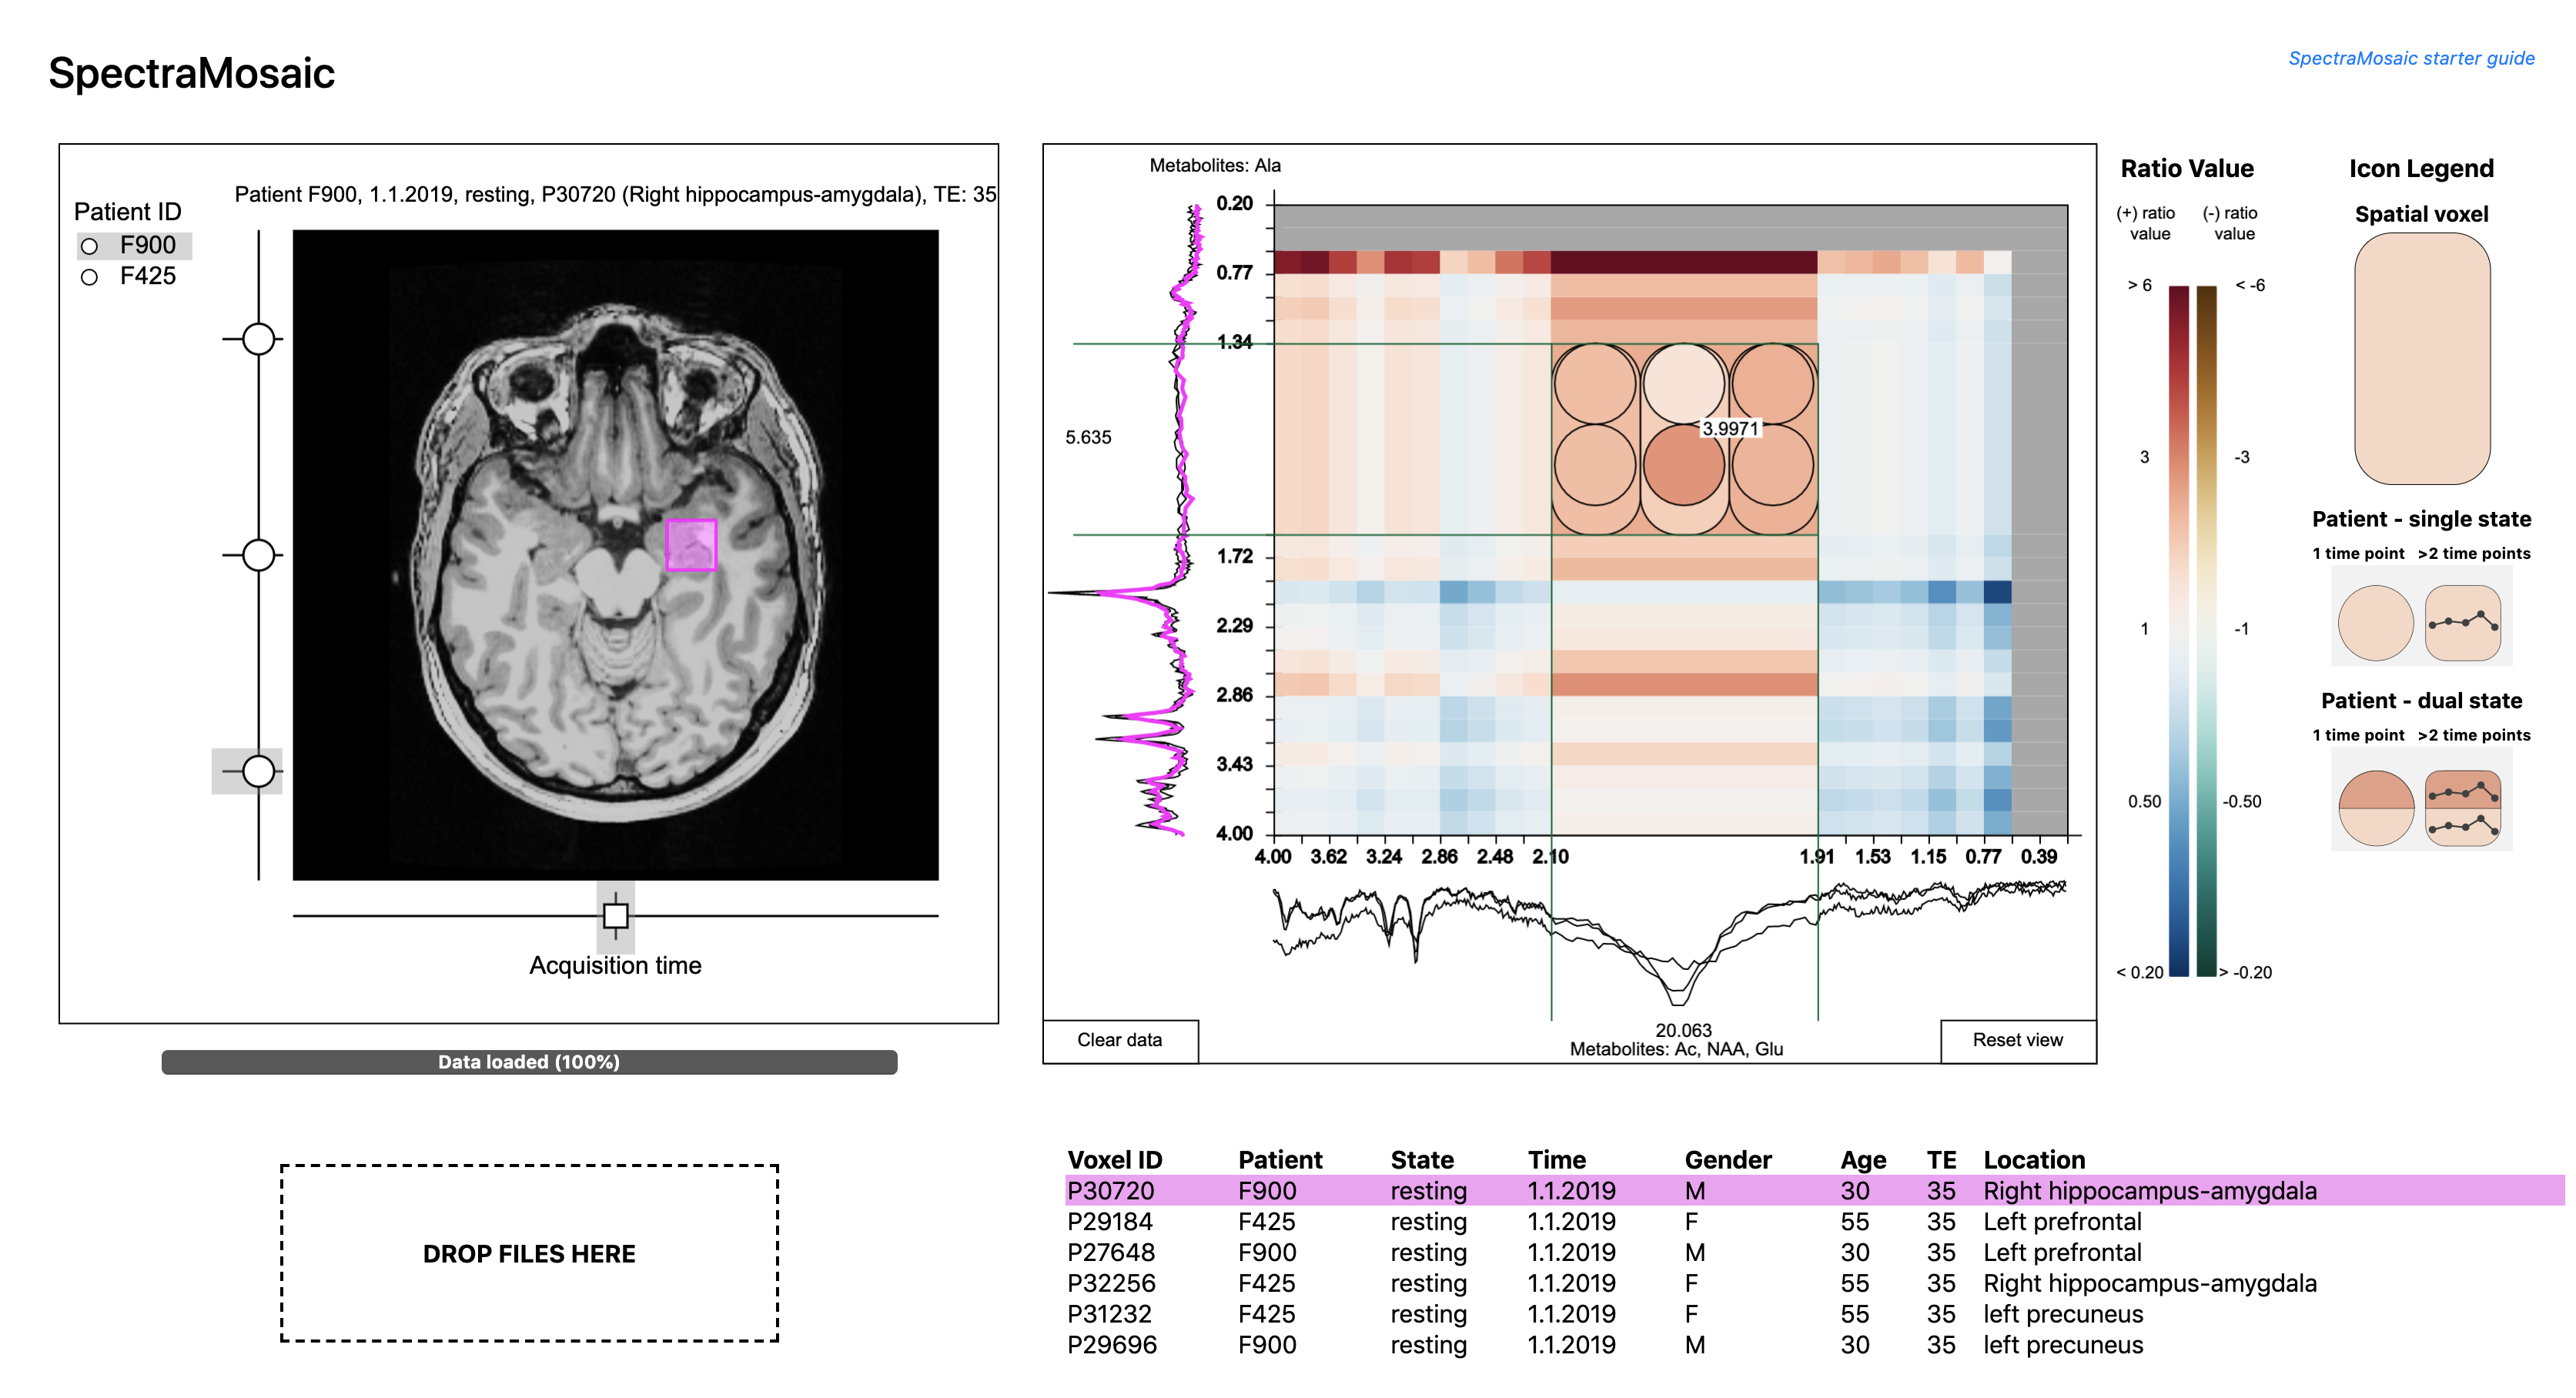 SpectraMosaic
SpectraMosaic starter guide
Patient F900, 1.1.2019, resting, P30720 (Right hippocampus-amygdala), TE: 35
Patient ID
F900
F425
Acquisition time
Data loaded (100%)
DROP FILES HERE
Metabolites: Ala
0.20
0.77
1.34
5.635
3.9971
1.72
2.29
2.86
3.43
4.00
4.00 3.62 3.24 2.86 2.48 2.10 1.91 1.53 1.15 0.77 0.39
20.063
Metabolites: Ac, NAA, Glu
Clear data
Reset view
Ratio Value
(+) ratio value
(-) ratio value
> 6 < -6
3 -3
1 -1
0.50 -0.50
< 0.20 > -0.20
Icon Legend
Spatial voxel
Patient - single state
1 time point >2 time points
Patient - dual state
1 time point >2 time points
Voxel ID Patient State Time Gender Age TE Location
P30720 F900 resting 1.1.2019 M 30 35 Right hippocampus-amygdala
P29184 F425 resting 1.1.2019 F 55 35 Left prefrontal
P27648 F900 resting 1.1.2019 M 30 35 Left prefrontal
P32256 F425 resting 1.1.2019 F 55 35 Right hippocampus-amygdala
P31232 F425 resting 1.1.2019 F 55 35 left precuneus
P29696 F900 resting 1.1.2019 M 30 35 left precuneus